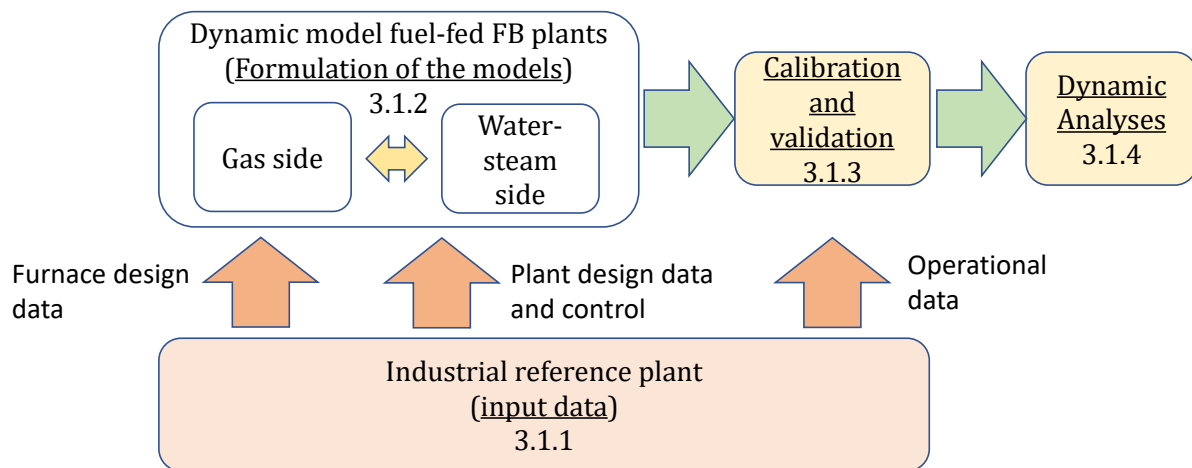 Dynamic model fuel-fed FB plants
(Formulation of the models)
3.1.2
Gas side
Water-
steam
side
Calibration
and
validation
3.1.3
Dynamic
Analyses
3.1.4
Furnace design
data
Plant design data
and control
Operational
data
Industrial reference plant
(input data)
3.1.1